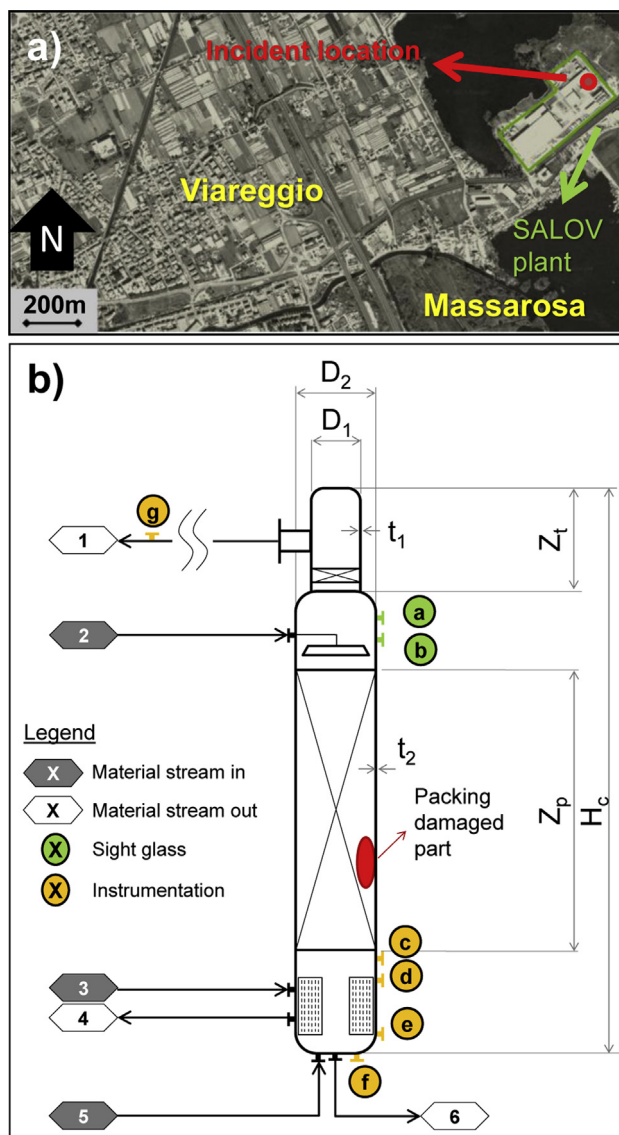 a)
Incident location
Viareggio
N
SALOV
plant
200m
Massarosa
b)
D2
D1
g
1
t1
Zt
a
2
b
Legend
t2
X Material stream in
Packing
damaged
part
Zp
Hc
X Material stream out
X Sight glass
X Instrumentation
c
3
d
4
e
f
5
6